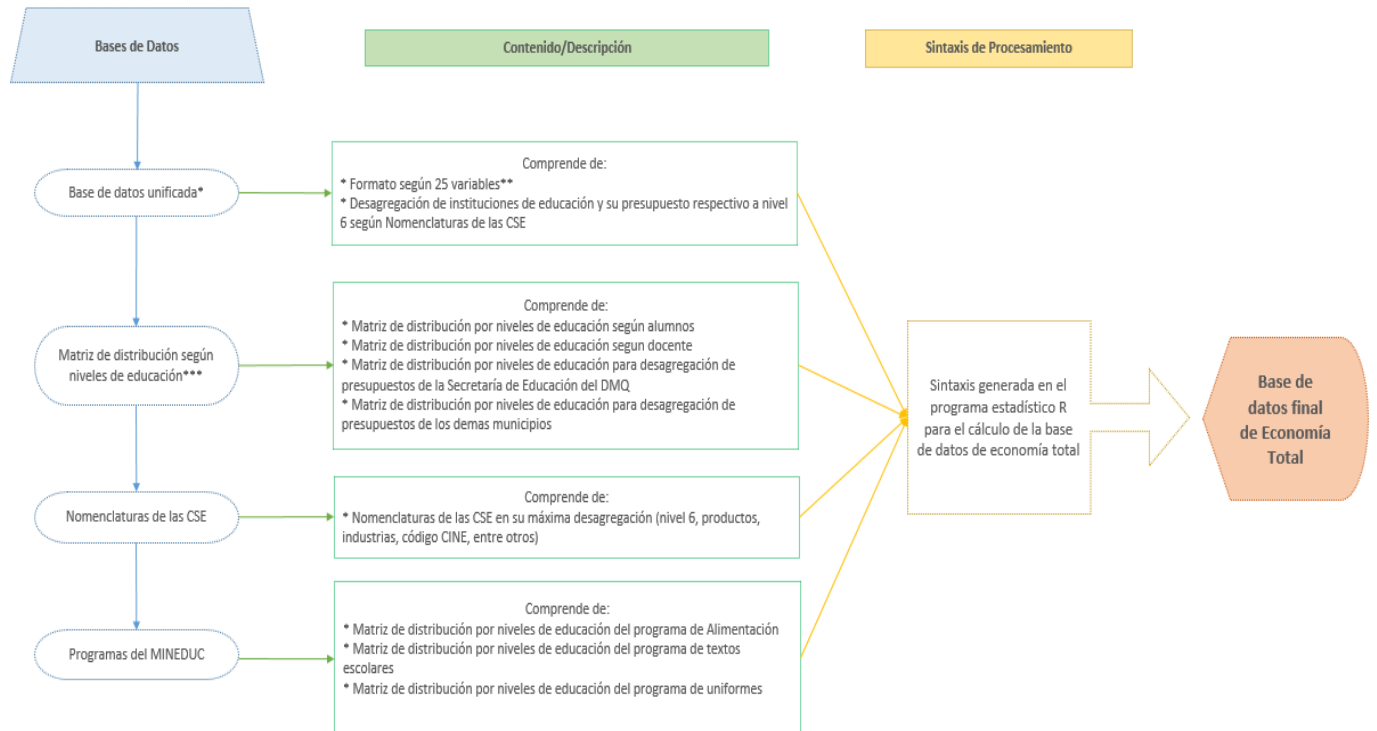 Bases de Datos
Contenido/Descripción
Sintaxis de Procesamiento
Base de datos unificada*
Comprende de:
* Formato según 25 variables**
* Desagregación de instituciones de educación y su presupuesto respectivo a nivel
6 según Nomenclaturas de las CSE
Matriz de distribución según
niveles de educación***
Comprende de:
* Matriz de distribución por niveles de educación según alumnos
* Matriz de distribución por niveles de educación segun docente
* Matriz de distribución por niveles de educación para desagregación de
presupuestos de la Secretaría de Educación del DMQ
* Matriz de distribución por niveles de educación para desagregación de
presupuestos de los demas municipios
Nomenclaturas de las CSE
Comprende de:
* Nomenclaturas de las CSE en su máxima desagregación (nivel 6, productos,
industrias, código CINE, entre otros)
Programas del MINEDUC
Comprende de:
* Matriz de distribución por niveles de educación del programa de Alimentación
* Matriz de distribución por niveles de educación del programa de textos
escolares
* Matriz de distribución por niveles de educación del programa de uniformes
Sintaxis generada en el
programa estadístico R
para el cálculo de la base
de datos de economía total
Base de
datos final
de Economía
Total